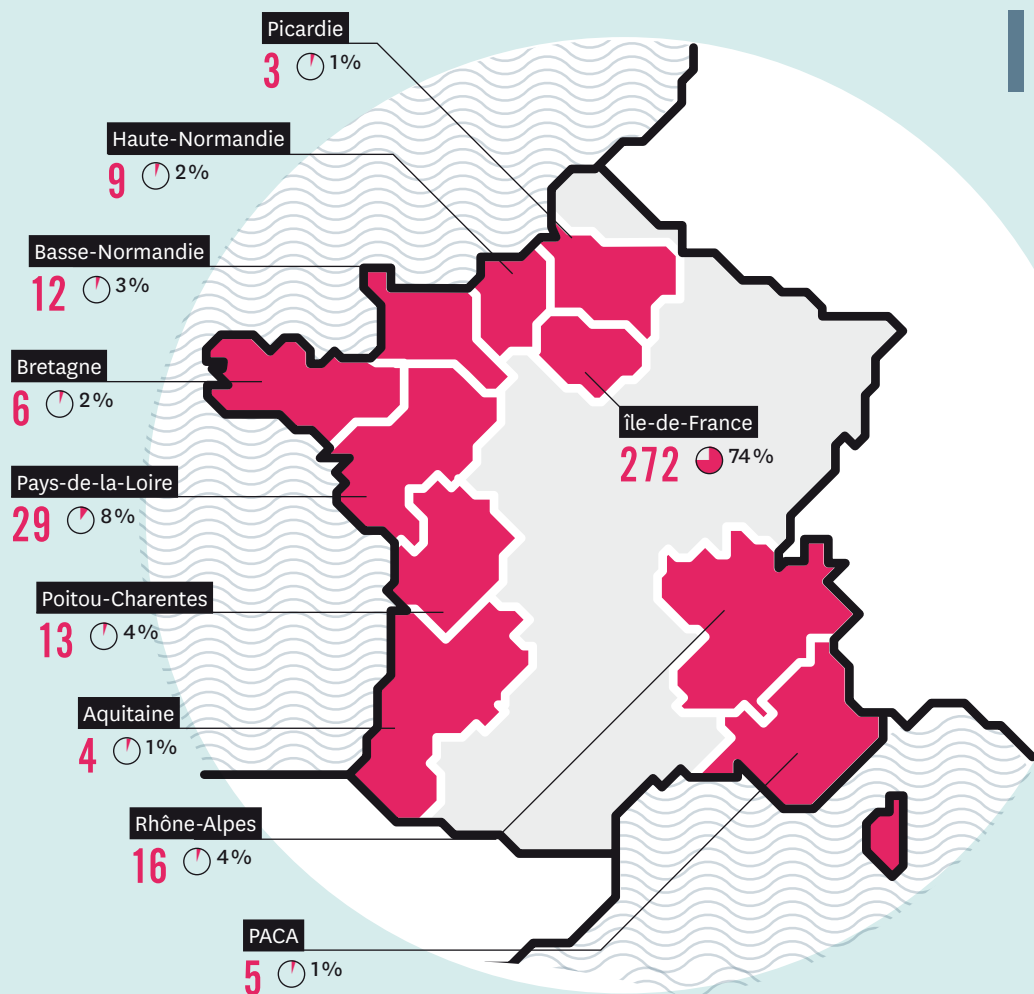 Picardie
3 1%
Haute-Normandie
9 2%
Basse-Normandie
12 3%
Bretagne
6 2%
île-de-France
272 74%
Pays-de-la-Loire
29 8%
Poitou-Charentes
13 4%
Aquitaine
4 1%
Rhône-Alpes
16 4%
PACA
5 1%